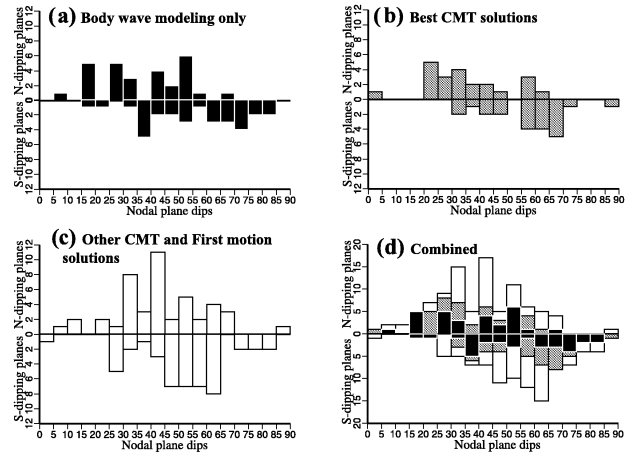 (a) Body wave modeling only
S-dipping planes N-dipping planes
12 10 8 6 4 2 0 2 4 6 8 10 12
0 5 10 15 20 25 30 35 40 45 50 55 60 65 70 75 80 85 90
Nodal plane dips
(b) Best CMT solutions
S-dipping planes N-dipping planes
12 10 8 6 4 2 0 2 4 6 8 10 12
0 5 10 15 20 25 30 35 40 45 50 55 60 65 70 75 80 85 90
Nodal plane dips
(c) Other CMT and First motion
solutions
S-dipping planes N-dipping planes
12 10 8 6 4 2 0 2 4 6 8 10 12
0 5 10 15 20 25 30 35 40 45 50 55 60 65 70 75 80 85 90
Nodal plane dips
(d) Combined
S-dipping planes N-dipping planes
20 15 10 5 0 5 10 15 20
0 5 10 15 20 25 30 35 40 45 50 55 60 65 70 75 80 85 90
Nodal plane dips